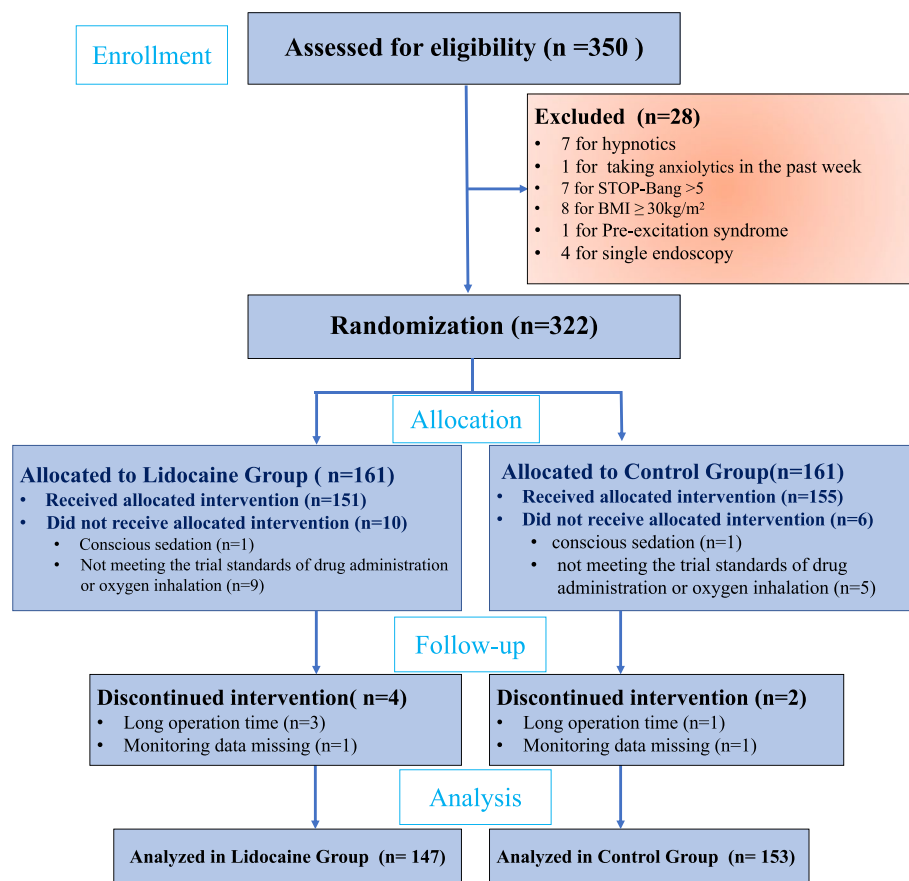 Enrollment
Assessed for eligibility (n =350 )
Excluded (n=28)
• 7 for hypnotics
• 1 for taking anxiolytics in the past week
• 7 for STOP-Bang >5
• 8 for BMI ≥ 30kg/m²
• 1 for Pre-excitation syndrome
• 4 for single endoscopy
Randomization (n=322)
Allocation
Allocated to Lidocaine Group ( n=161)
• Received allocated intervention (n=151)
• Did not receive allocated intervention (n=10)
• Conscious sedation (n=1)
• Not meeting the trial standards of drug administration
or oxygen inhalation (n=9)
Allocated to Control Group(n=161)
• Received allocated intervention (n=155)
• Did not receive allocated intervention (n=6)
• conscious sedation (n=1)
• not meeting the trial standards of drug
administration or oxygen inhalation (n=5)
Follow-up
Discontinued intervention( n=4)
• Long operation time (n=3)
• Monitoring data missing (n=1)
Discontinued intervention (n=2)
• Long operation time (n=1)
• Monitoring data missing (n=1)
Analysis
Analyzed in Lidocaine Group (n= 147)
Analyzed in Control Group (n= 153)